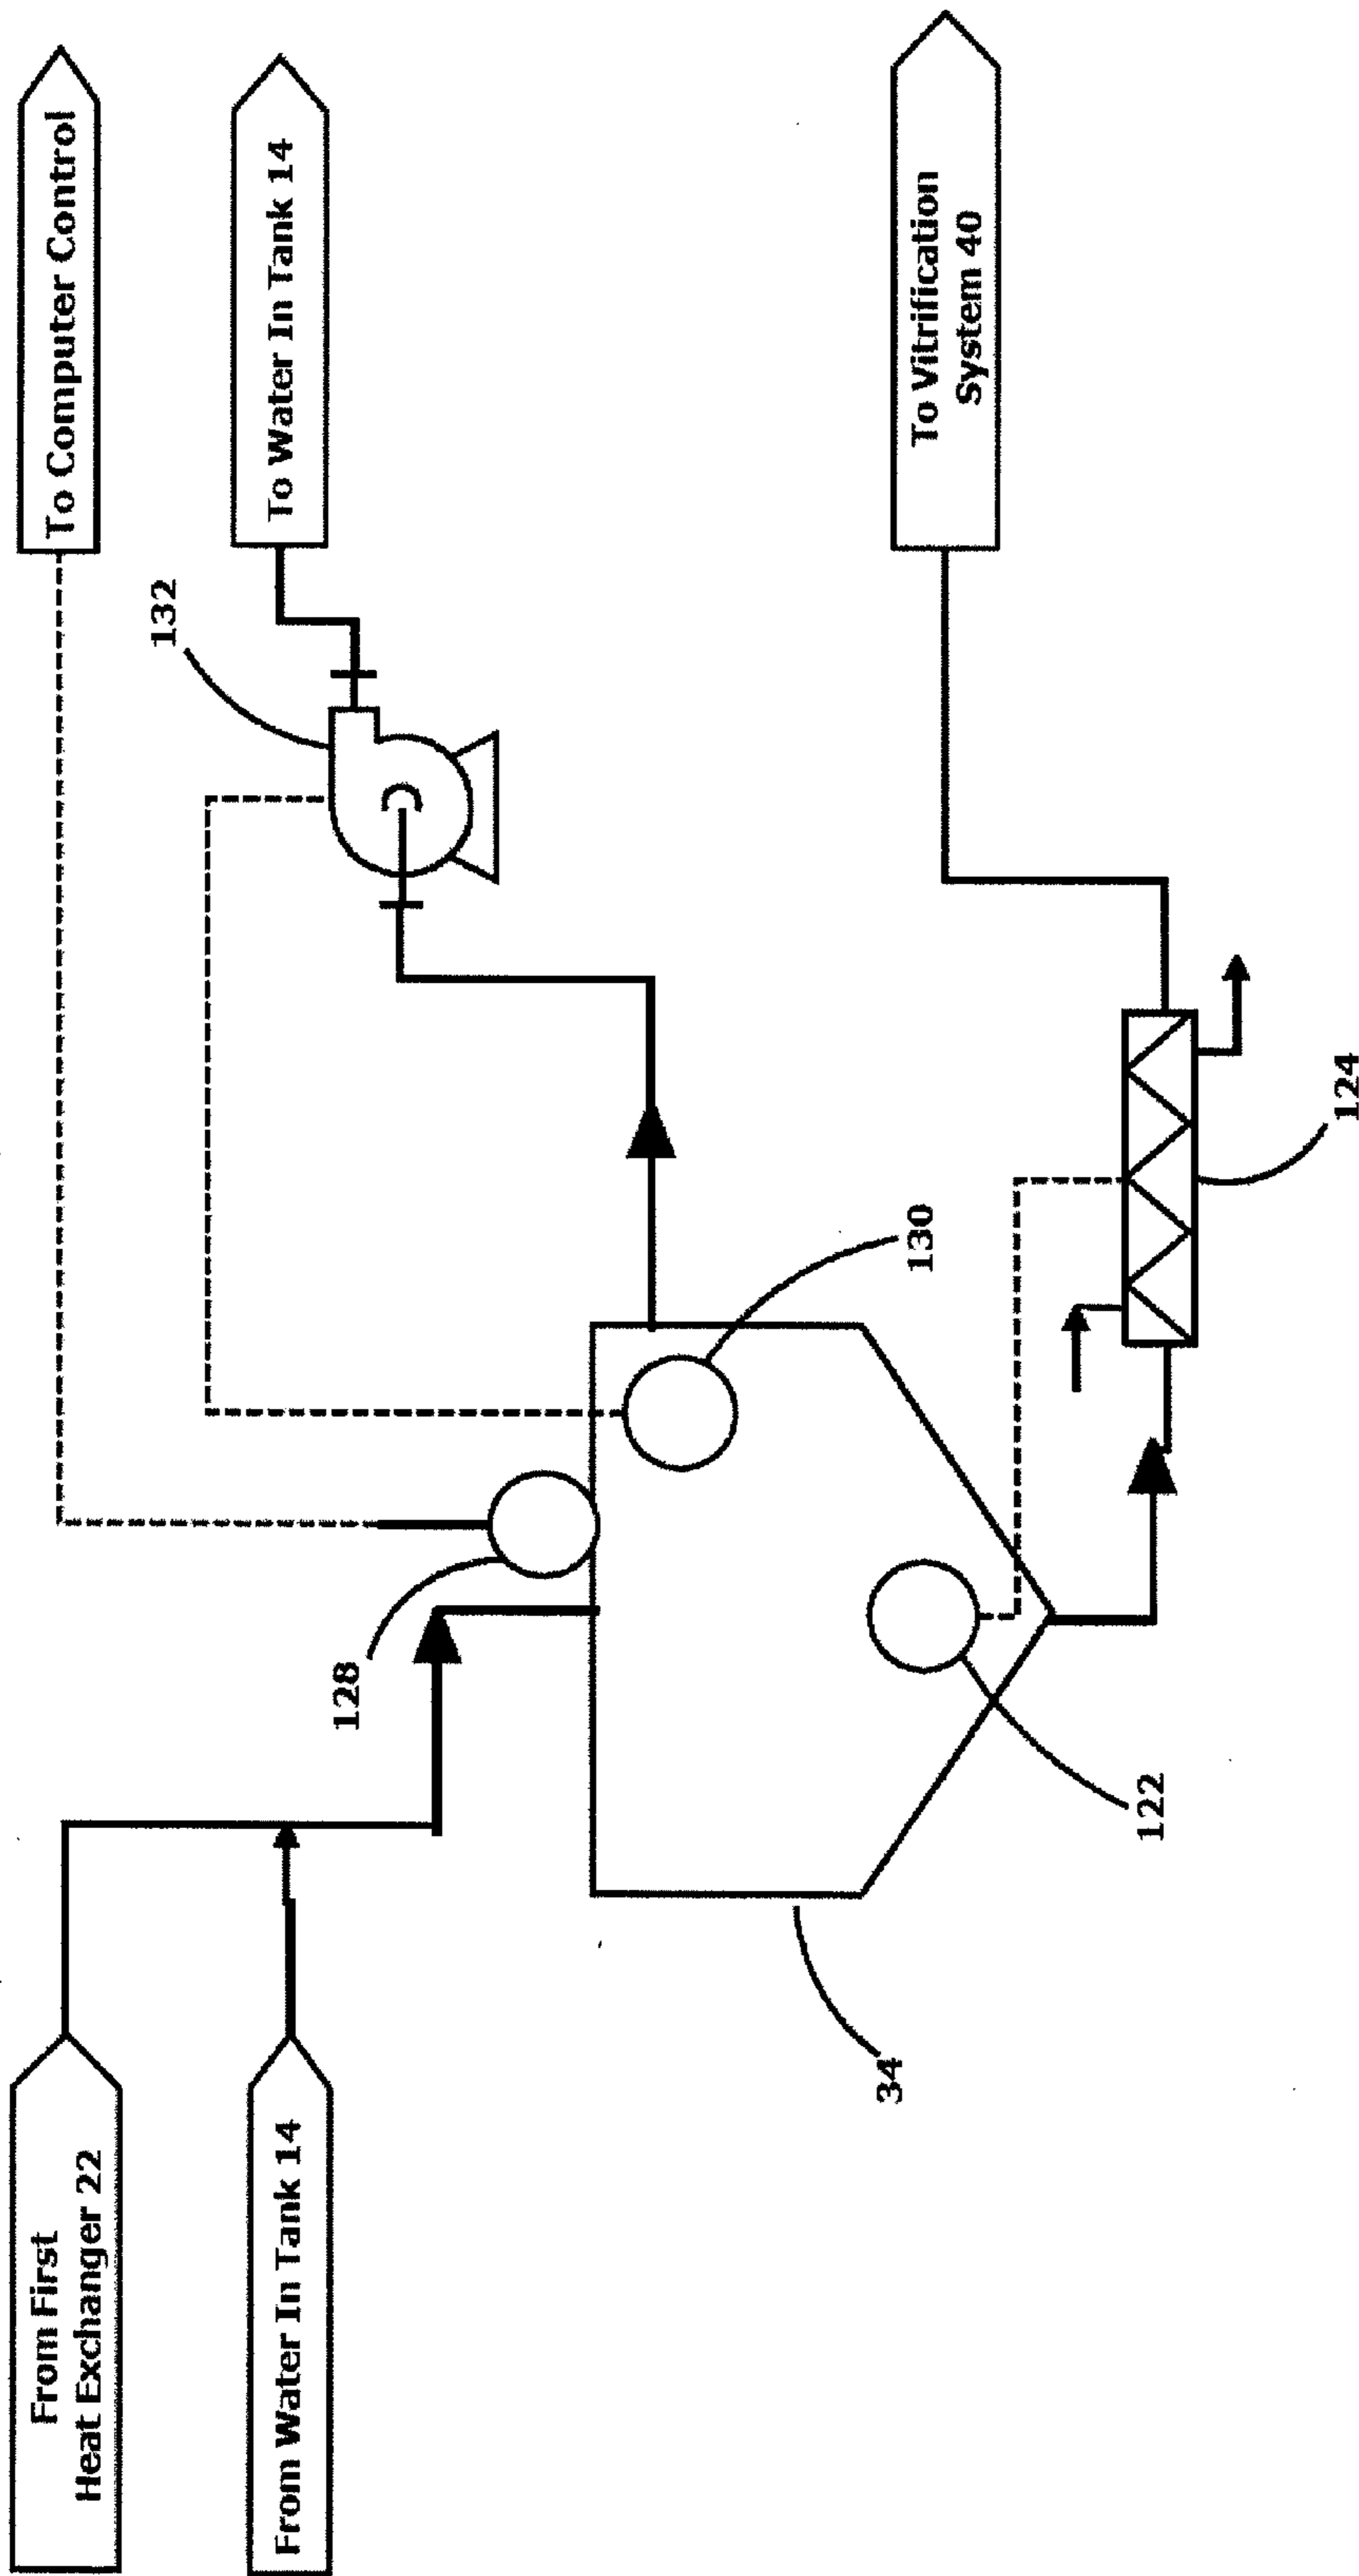 From First
Heat Exchanger 22
From Water In Tank 14
To Computer Control
To Water In Tank 14
To Vitrification
System 40
132
128
130
122
124
34